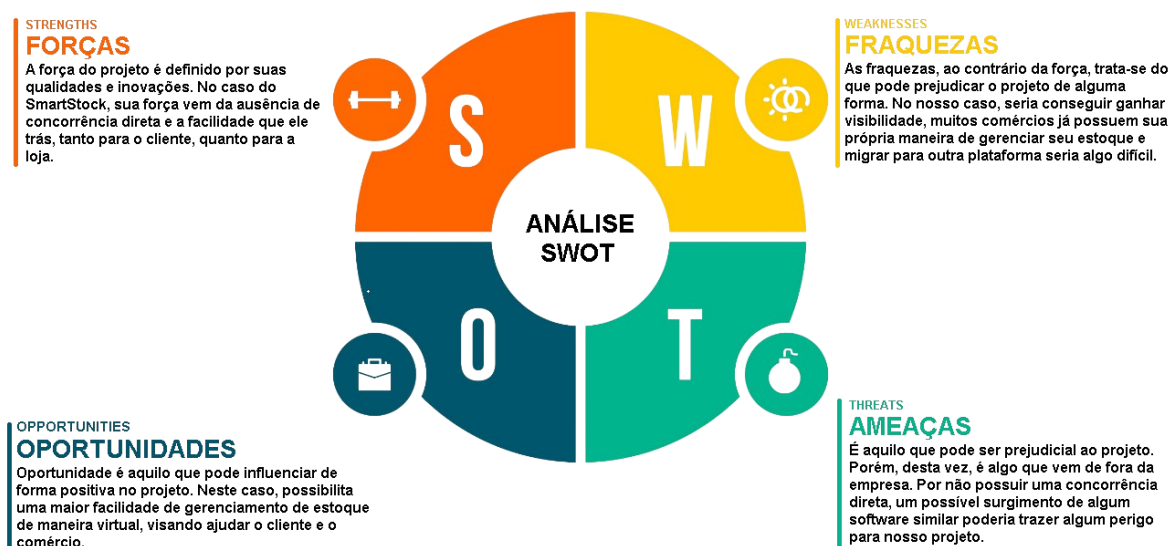 STRENGTHS
FORÇAS
A força do projeto é definido por suas
qualidades e inovações. No caso do
SmartStock, sua força vem da ausência de
concorrência direta e a facilidade que ele
trás, tanto para o cliente, quanto para a
loja.
WEAKNESSES
FRAQUEZAS
As fraquezas, ao contrário da força, trata-se do
que pode prejudicar o projeto de alguma
forma. No nosso caso, seria conseguir ganhar
visibilidade, muitos comércios já possuem sua
própria maneira de gerenciar seu estoque e
migrar para outra plataforma seria algo difícil.
S
W
ANÁLISE
SWOT
O
T
OPPORTUNITIES
OPORTUNIDADES
Oportunidade é aquilo que pode influenciar de
forma positiva no projeto. Neste caso, possibilita
uma maior facilidade de gerenciamento de estoque
de maneira virtual, visando ajudar o cliente e o
comércio.
THREATS
AMEAÇAS
É aquilo que pode ser prejudicial ao projeto.
Porém, desta vez, é algo que vem de fora da
empresa. Por não possuir uma concorrência
direta, um possível surgimento de algum
software similar poderia trazer algum perigo
para nosso projeto.